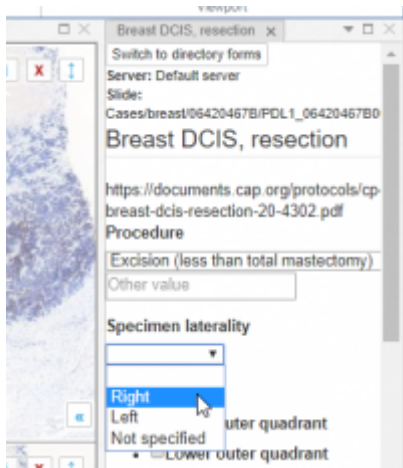 viewport
Breast DCIS, resection x
Switch to directory forms
Server: Default server
Slide:
Cases/breast/06420467B/PDL1_06420467B0
Breast DCIS, resection
https://documents.cap.org/protocols/cp-
breast-dcis-resection-20-4302.pdf
Procedure
Excision (less than total mastectomy)
Other value
Specimen laterality
Right
Left
Not specified
uter quadrant
Lower outer quadrant